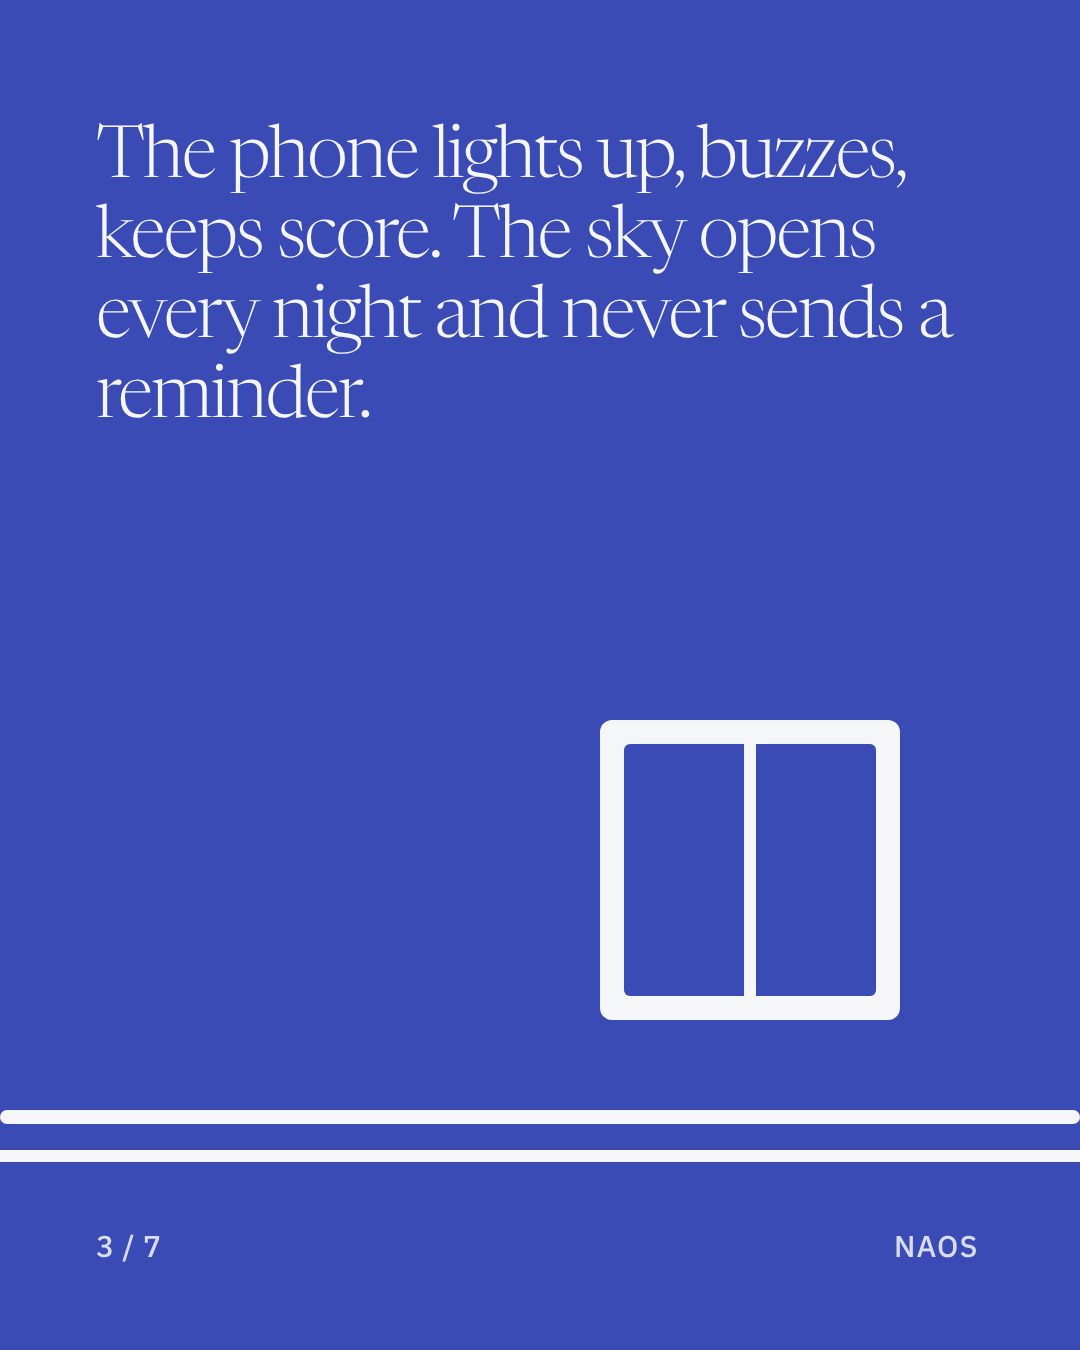 The phone lights up, buzzes,
keeps score. The sky opens
every night and never sends a
reminder.
3 / 7
NAOS